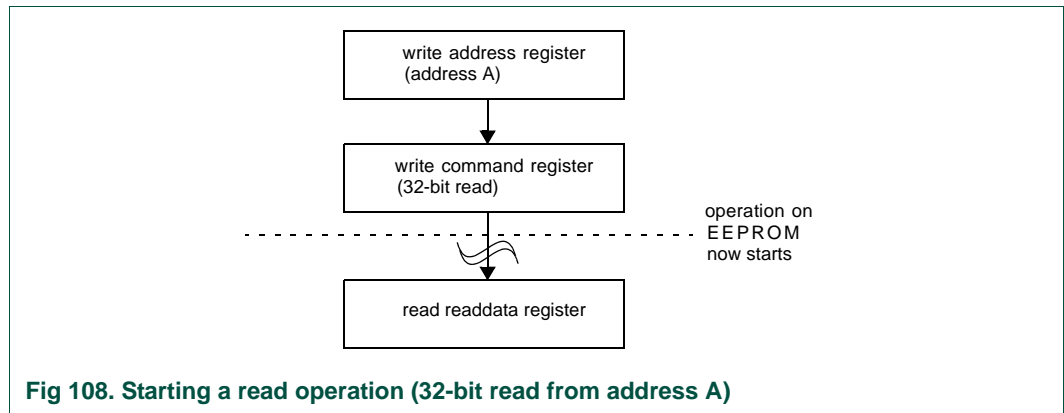 write address register
(address A)
write command register
(32-bit read)
operation on
EEPROM
now starts
read readdata register
Fig 108. Starting a read operation (32-bit read from address A)